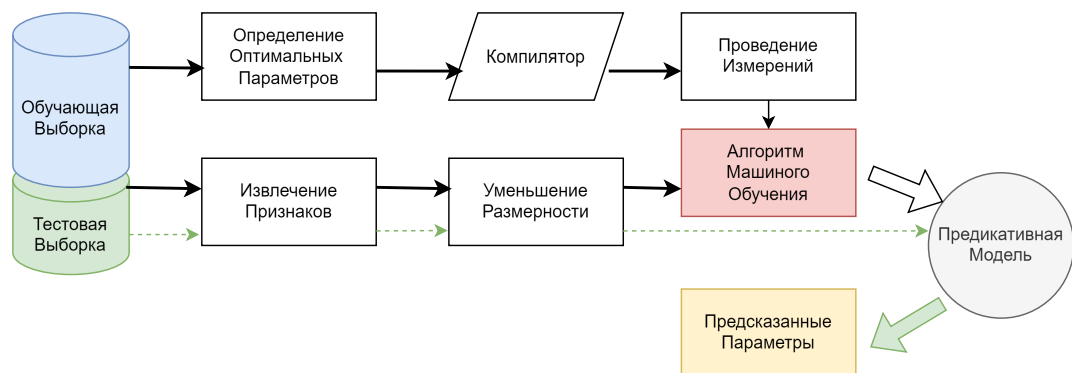 Обучающая
Выборка
Тестовая
Выборка
Определение
Оптимальных
Параметров
Компилятор
Проведение
Измерений
Извлечение
Признаков
Уменьшение
Размерности
Алгоритм
Машиного
Обучения
Предикативная
Модель
Предсказанные
Параметры